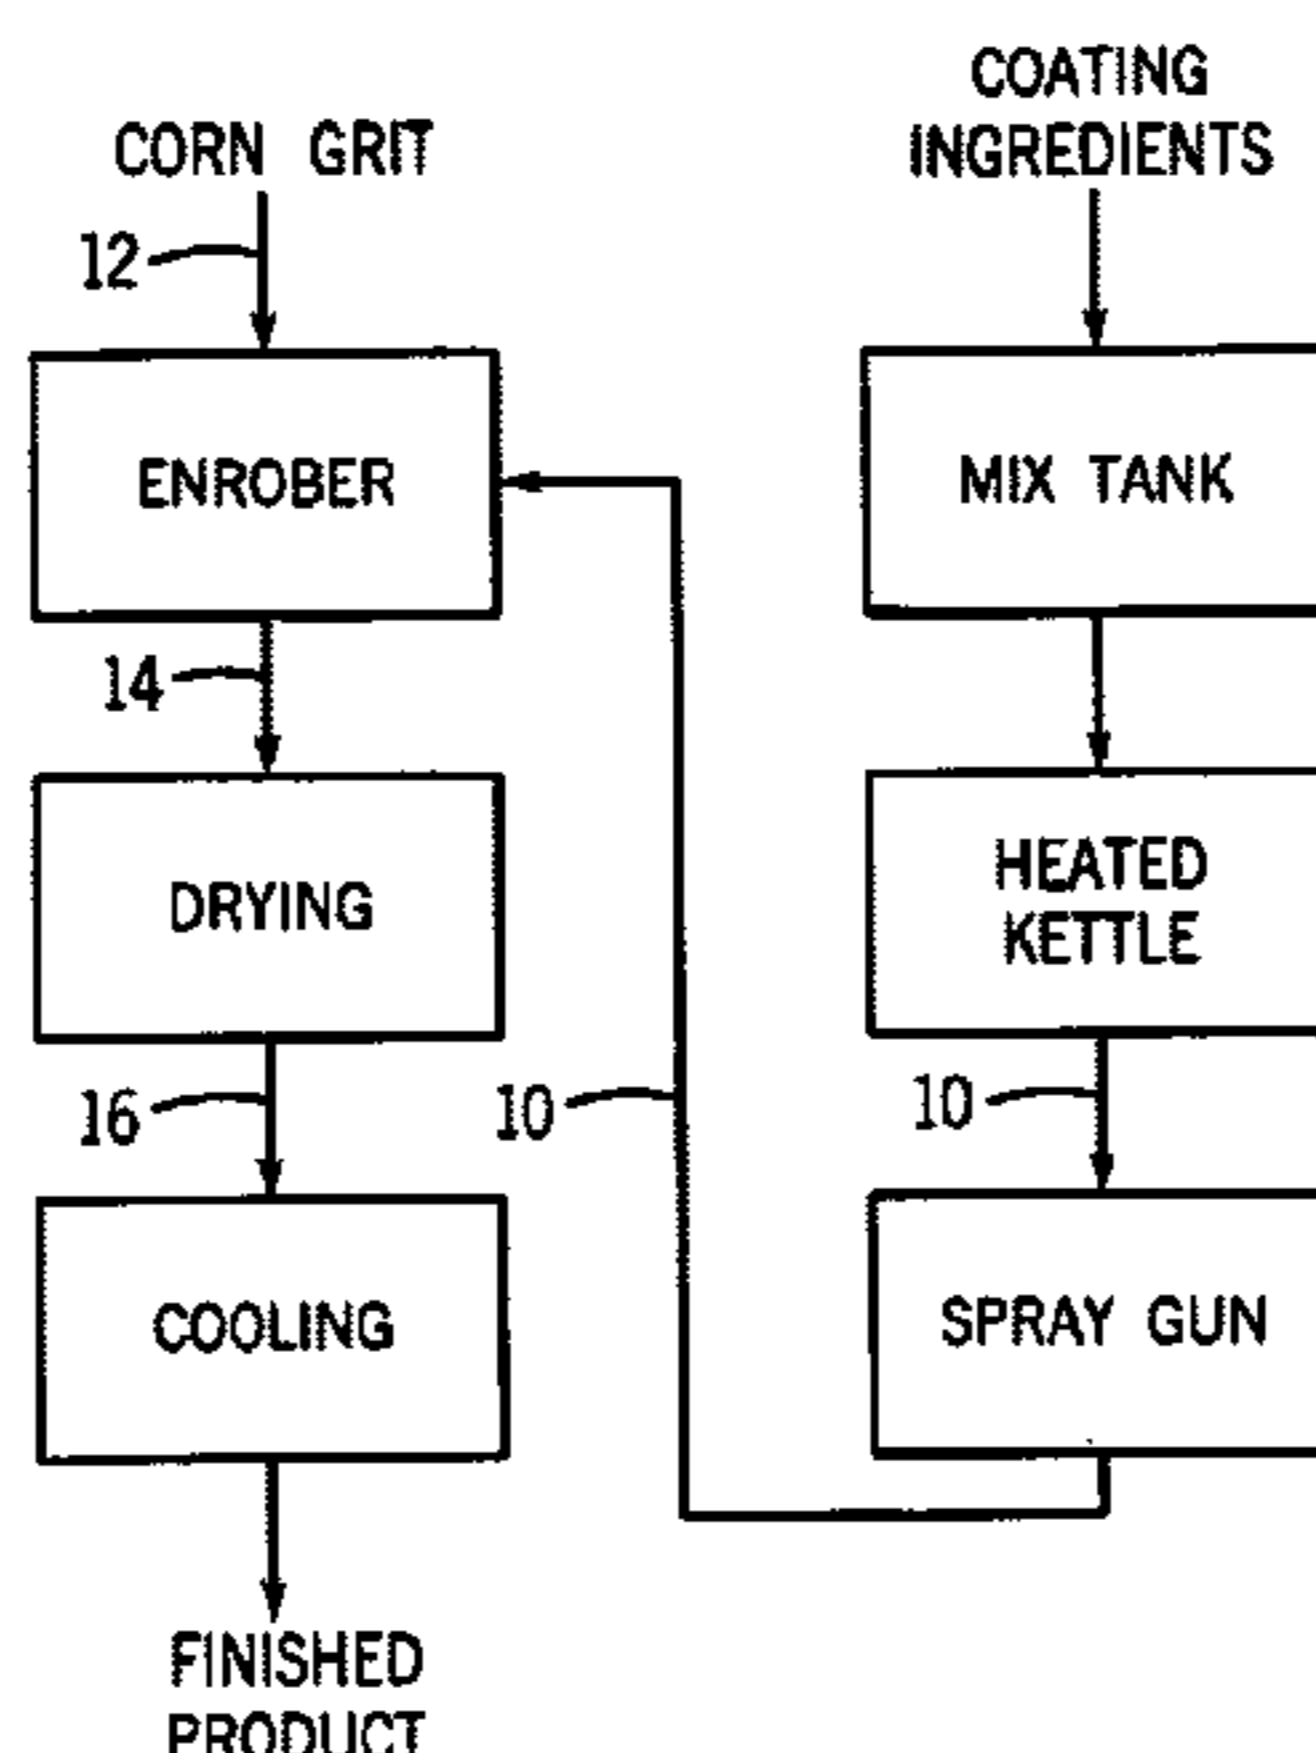 CORN GRIT
12
ENROBER
14
DRYING
16
COOLING
FINISHED
PRODUCT
COATING
INGREDIENTS
MIX TANK
HEATED
KETTLE
10
10
SPRAY GUN